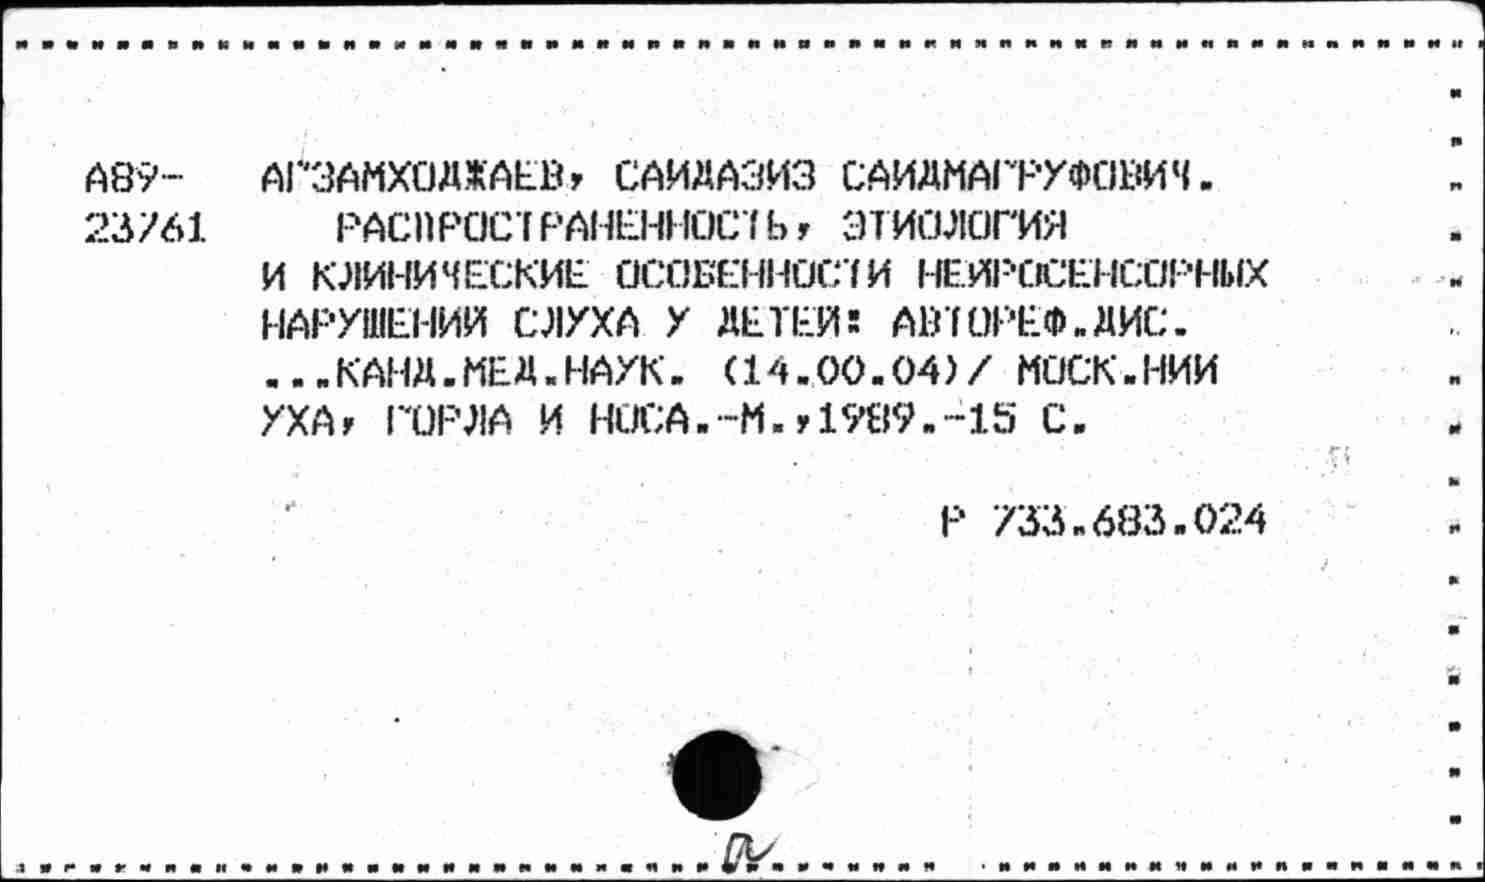 А89- АГЗАМХОДЖАЕВ, САИДАЗИЗ САИДМАГРУФОВИЧ.
23761 РАСПРОСТРАНЕННОСТЬ, ЭТИОЛОГИЯ
И КЛИНИЧЕСКИЕ ОСОБЕННОСТИ НЕЙРОСЕНСОРНЫХ
НАРУШЕНИЙ СЛУХА У ДЕТЕЙ: АВТОРЕФ.ДИС.
...КАНД.МЕД.НАУК. (14.00.04)/ МОСК.НИИ
УХА, ГОРЛА И НОСА.-М.,1989.-15 С.
Р 733.683.024